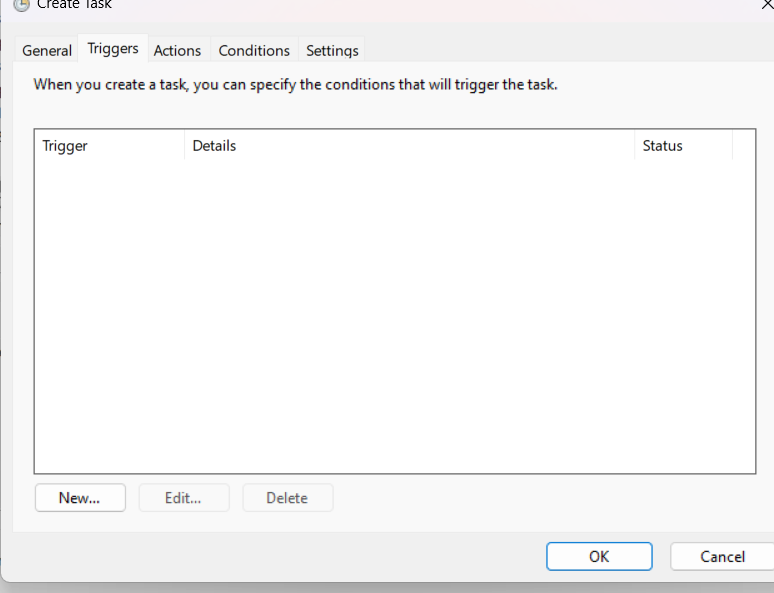 Create Task
General Triggers Actions Conditions Settings
When you create a task, you can specify the conditions that will trigger the task.
Trigger Details Status
New... Edit... Delete
OK Cancel